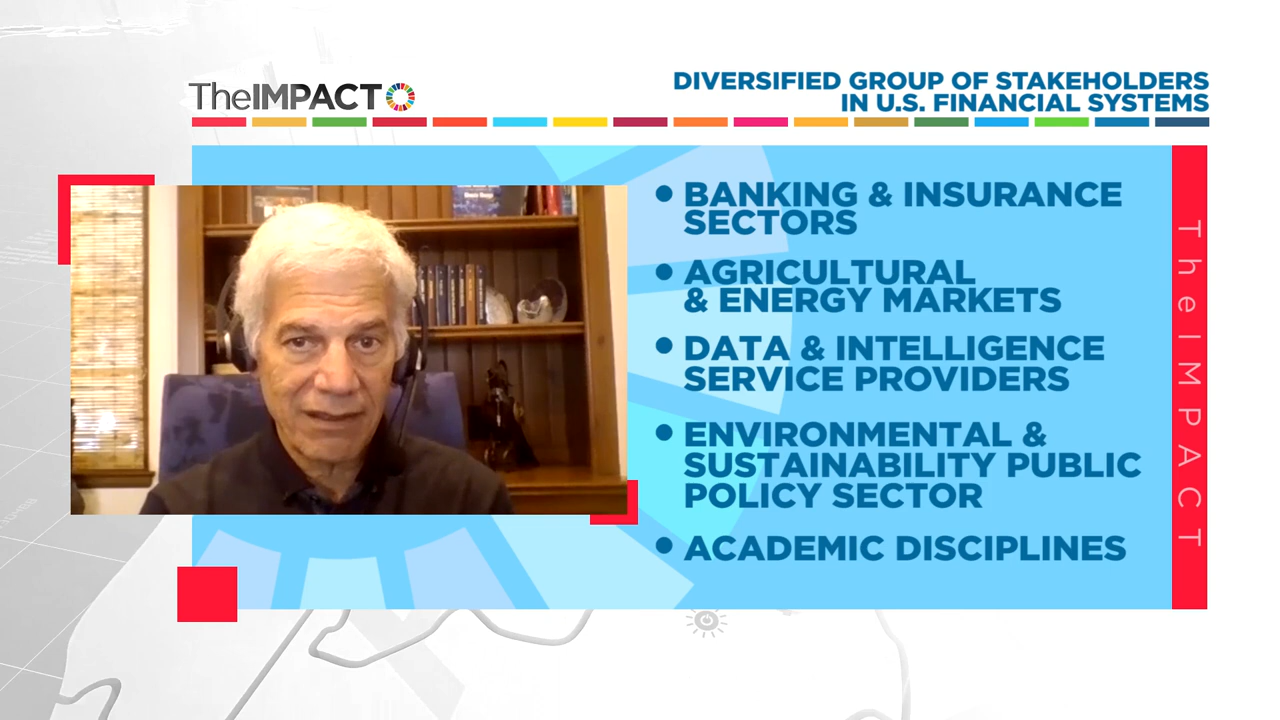 TheIMPACT
DIVERSIFIED GROUP OF STAKEHOLDERS
IN U.S. FINANCIAL SYSTEMS
• BANKING & INSURANCE
SECTORS
• AGRICULTURAL
& ENERGY MARKETS
• DATA & INTELLIGENCE
SERVICE PROVIDERS
• ENVIRONMENTAL &
SUSTAINABILITY PUBLIC
POLICY SECTOR
• ACADEMIC DISCIPLINES
TheIMPACT